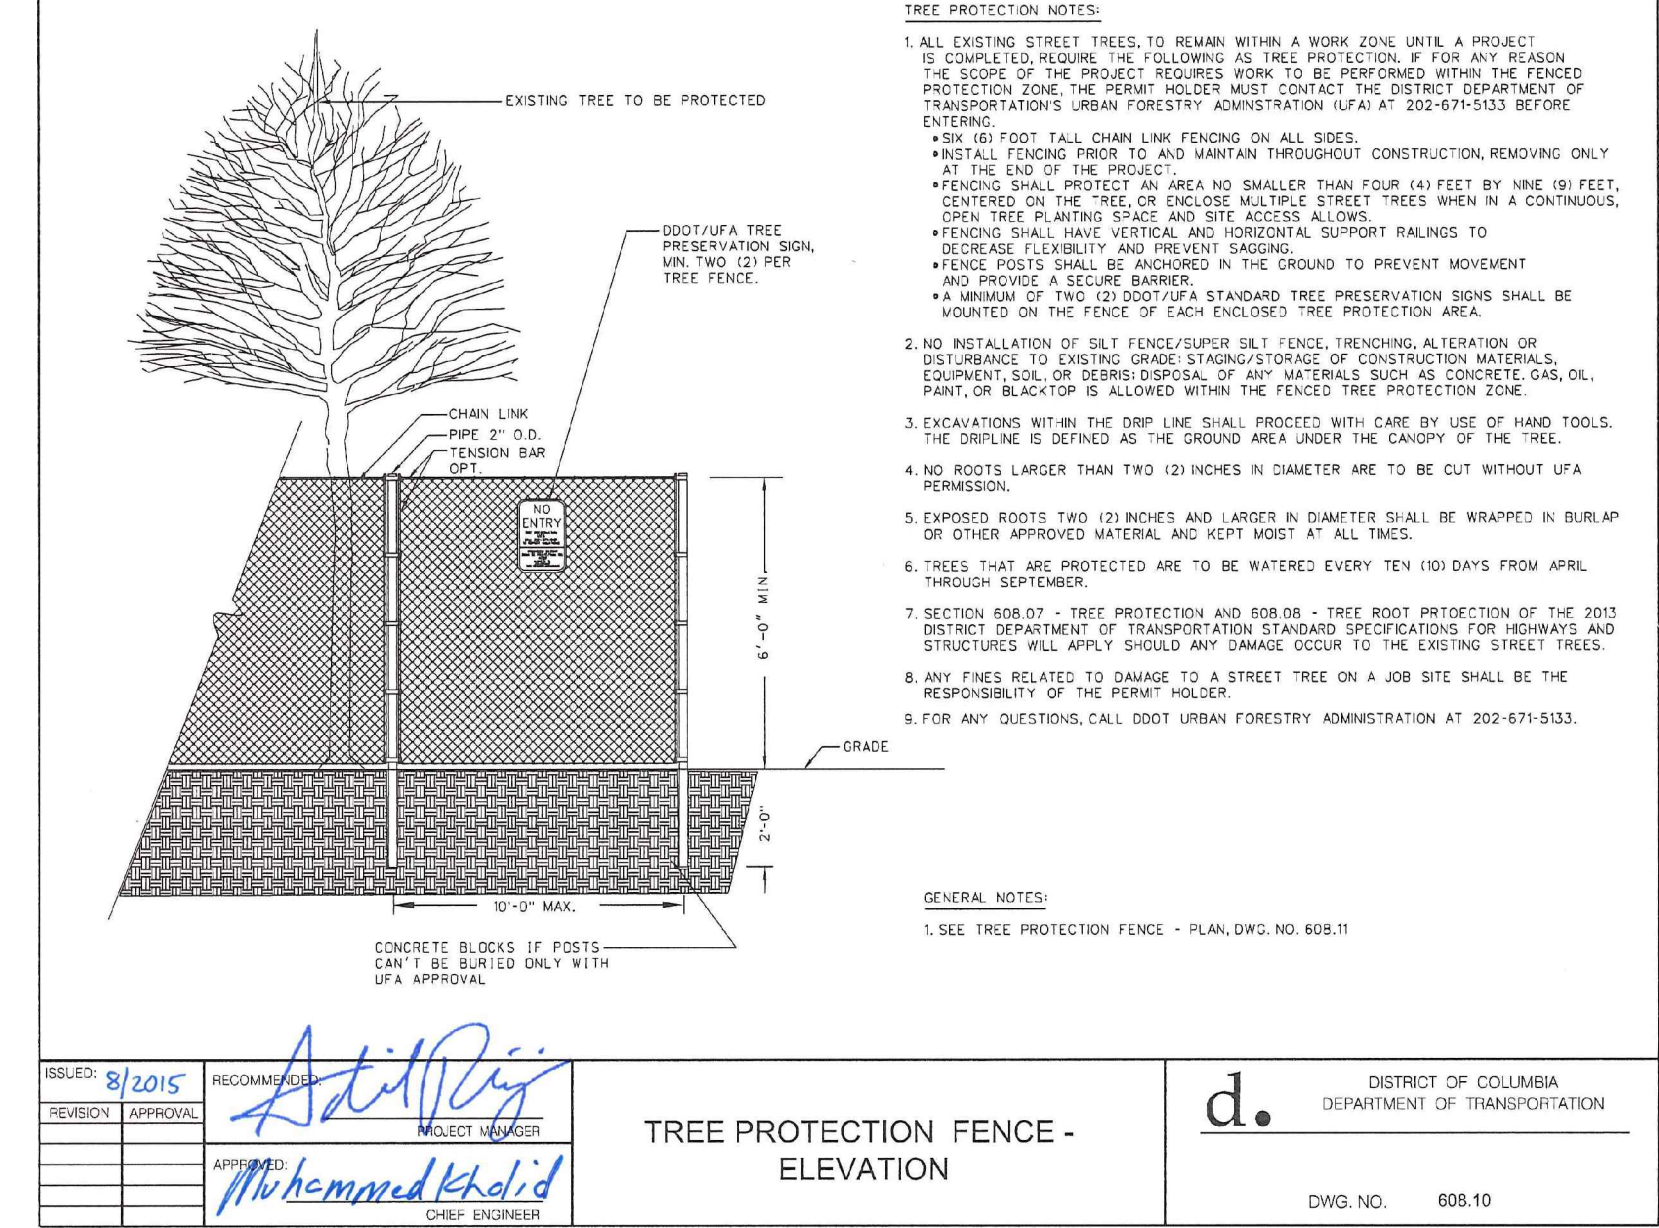 TREE PROTECTION NOTES:
1. ALL EXISTING STREET TREES, TO REMAIN WITHIN A WORK ZONE UNTIL A PROJECT
IS COMPLETED, REQUIRE THE FOLLOWING AS TREE PROTECTION. IF FOR ANY REASON
THE SCOPE OF THE PROJECT REQUIRES WORK TO BE PERFORMED WITHIN THE FENCED
PROTECTION ZONE, THE PERMIT HOLDER MUST CONTACT THE DISTRICT DEPARTMENT OF
TRANSPORTATION'S URBAN FORESTRY ADMINSTRATION (UFA) AT 202-671-5133 BEFORE
ENTERING.
• SIX (6) FOOT TALL CHAIN LINK FENCING ON ALL SIDES.
• INSTALL FENCING PRIOR TO AND MAINTAIN THROUGHOUT CONSTRUCTION, REMOVING ONLY
AT THE END OF THE PROJECT.
• FENCING SHALL PROTECT AN AREA NO SMALLER THAN FOUR (4) FEET BY NINE (9) FEET,
CENTERED ON THE TREE, OR ENCLOSE MULTIPLE STREET TREES WHEN IN A CONTINUOUS,
OPEN TREE PLANTING SPACE AND SITE ACCESS ALLOWS.
• FENCING SHALL HAVE VERTICAL AND HORIZONTAL SUPPORT RAILINGS TO
DECREASE FLEXIBILITY AND PREVENT SAGGING.
• FENCE POSTS SHALL BE ANCHORED IN THE GROUND TO PREVENT MOVEMENT
AND PROVIDE A SECURE BARRIER.
• A MINIMUM OF TWO (2) DDOT/UFA STANDARD TREE PRESERVATION SIGNS SHALL BE
MOUNTED ON THE FENCE OF EACH ENCLOSED TREE PROTECTION AREA.
2. NO INSTALLATION OF SILT FENCE/SUPER SILT FENCE, TRENCHING, ALTERATION OR
DISTURBANCE TO EXISTING GRADE; STAGING/STORAGE OF CONSTRUCTION MATERIALS,
EQUIPMENT, SOIL, OR DEBRIS; DISPOSAL OF ANY MATERIALS SUCH AS CONCRETE, GAS, OIL,
PAINT, OR BLACKTOP IS ALLOWED WITHIN THE FENCED TREE PROTECTION ZONE.
3. EXCAVATIONS WITHIN THE DRIP LINE SHALL PROCEED WITH CARE BY USE OF HAND TOOLS.
THE DRIPLINE IS DEFINED AS THE GROUND AREA UNDER THE CANOPY OF THE TREE.
4. NO ROOTS LARGER THAN TWO (2) INCHES IN DIAMETER ARE TO BE CUT WITHOUT UFA
PERMISSION.
5. EXPOSED ROOTS TWO (2) INCHES AND LARGER IN DIAMETER SHALL BE WRAPPED IN BURLAP
OR OTHER APPROVED MATERIAL AND KEPT MOIST AT ALL TIMES.
6. TREES THAT ARE PROTECTED ARE TO BE WATERED EVERY TEN (10) DAYS FROM APRIL
THROUGH SEPTEMBER.
7. SECTION 608.07 - TREE PROTECTION AND 608.08 - TREE ROOT PRTOECTION OF THE 2013
DISTRICT DEPARTMENT OF TRANSPORTATION STANDARD SPECIFICATIONS FOR HIGHWAYS AND
STRUCTURES WILL APPLY SHOULD ANY DAMAGE OCCUR TO THE EXISTING STREET TREES.
8. ANY FINES RELATED TO DAMAGE TO A STREET TREE ON A JOB SITE SHALL BE THE
RESPONSIBILITY OF THE PERMIT HOLDER.
9. FOR ANY QUESTIONS, CALL DDOT URBAN FORESTRY ADMINISTRATION AT 202-671-5133.
EXISTING TREE TO BE PROTECTED
DDOT/UFA TREE
PRESERVATION SIGN,
MIN. TWO (2) PER
TREE FENCE.
CHAIN LINK
PIPE 2" O.D.
TENSION BAR
OPT.
NO
ENTRY
6'-0" MIN
GRADE
2'-0"
10'-0" MAX.
CONCRETE BLOCKS IF POSTS
CAN'T BE BURIED ONLY WITH
UFA APPROVAL
GENERAL NOTES:
1. SEE TREE PROTECTION FENCE - PLAN, DWG. NO. 608.11
ISSUED: 8/2015
REVISION APPROVAL
RECOMMENDED:
PROJECT MANAGER
APPROVED:
Muhammed Khalid
CHIEF ENGINEER
TREE PROTECTION FENCE -
ELEVATION
d.
DISTRICT OF COLUMBIA
DEPARTMENT OF TRANSPORTATION
DWG. NO. 608.10